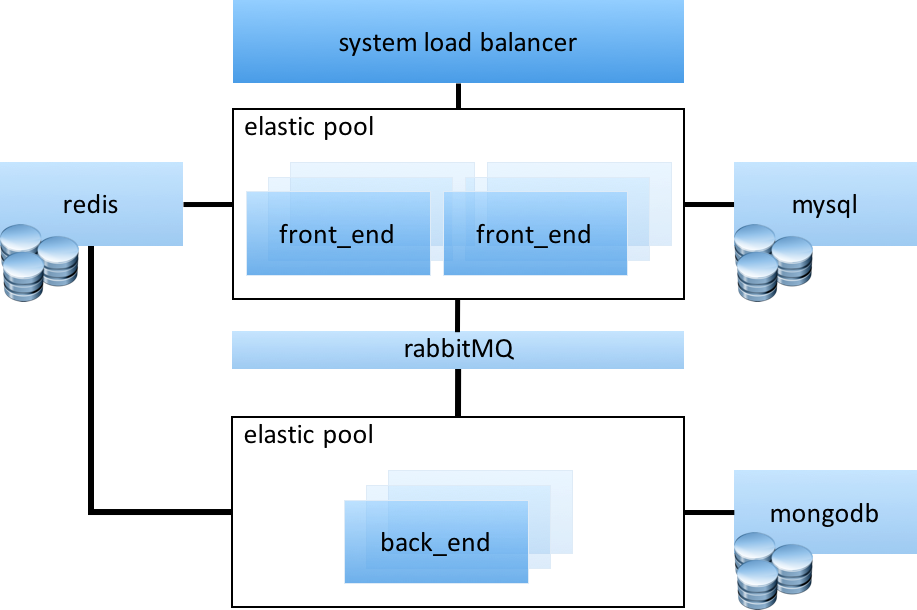 system load balancer
elastic pool
redis
front_end
front_end
mysql
rabbitMQ
elastic pool
back_end
mongodb